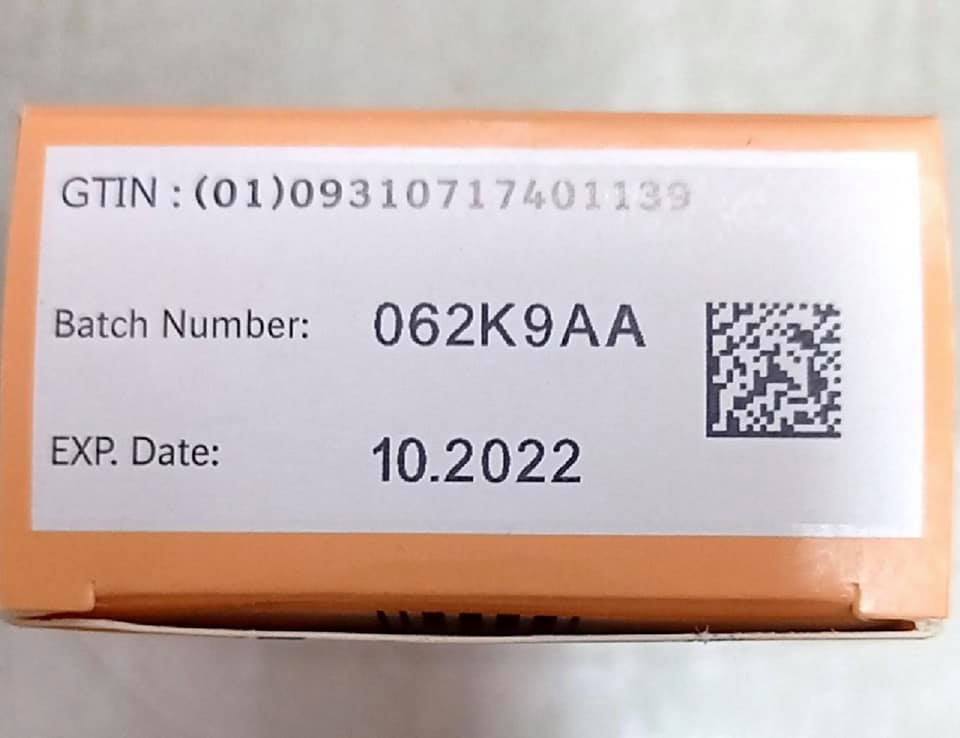 GTIN : (01)09310717401139
Batch Number: 062K9AA
EXP. Date: 10.2022